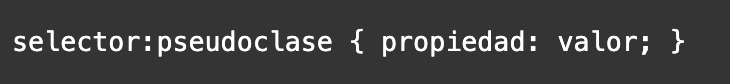 selector:pseudoclase { propiedad: valor; }